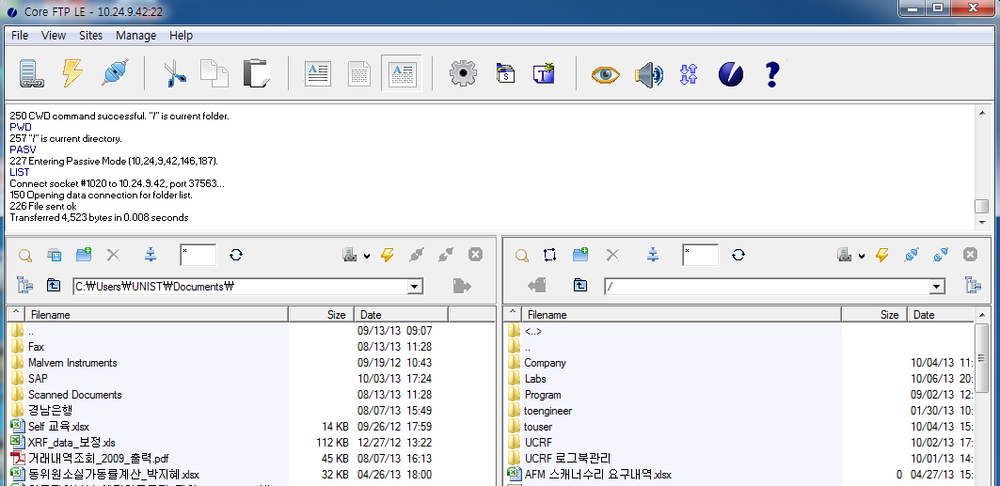 Core FTP LE - 10.24.9.42:22
File View Sites Manage Help
250 CWD command successful. "/" is current folder.
PWD
257 "/" is current directory.
PASV
227 Entering Passive Mode (10,24,9,42,146,187).
LIST
Connect socket #1020 to 10.24.9.42, port 37563...
150 Opening data connection for folder list.
226 File sent ok
Transferred 4,523 bytes in 0.008 seconds
*
C:₩Users₩UNIST₩Documents₩
^ Filename Size Date
.. 09/13/13 09:07
Fax 08/13/13 11:28
Malvern Instruments 09/19/12 10:43
SAP 10/03/13 17:24
Scanned Documents 08/13/13 11:28
경남은행 08/07/13 15:49
Self 교육.xlsx 14 KB 09/26/12 17:59
XRF_data_보정.xls 112 KB 12/27/12 13:22
거래내역조회_2009_출력.pdf 45 KB 08/07/13 16:13
동위원소실가동률계산_박지혜.xlsx 32 KB 04/26/13 18:00
*
/
^ Filename Size Date
<..>
..
Company 10/04/13 11:
Labs 10/06/13 20:
Program 09/02/13 12:
toengineer 01/30/13 10:
touser 10/04/13 15:
UCRF 10/02/13 17:
UCRF 로그북관리 10/01/13 14:
AFM 스캐너수리 요구내역.xlsx 0 04/27/13 15: